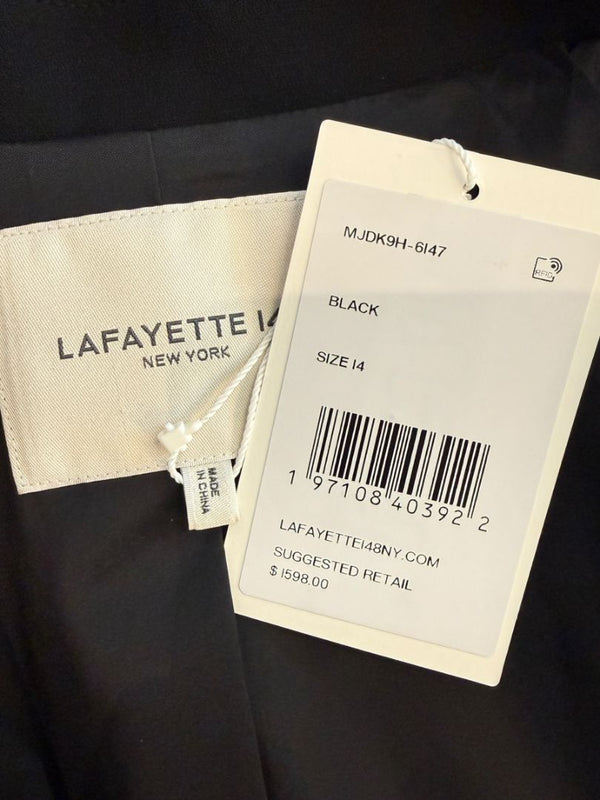 LAFAYETTE 14
NEW YORK
MADE
IN CHINA
MJDK9H-6147
RFID
BLACK
SIZE 14
1 97108 40392 2
LAFAYETTE148NY.COM
SUGGESTED RETAIL
$ 1598.00